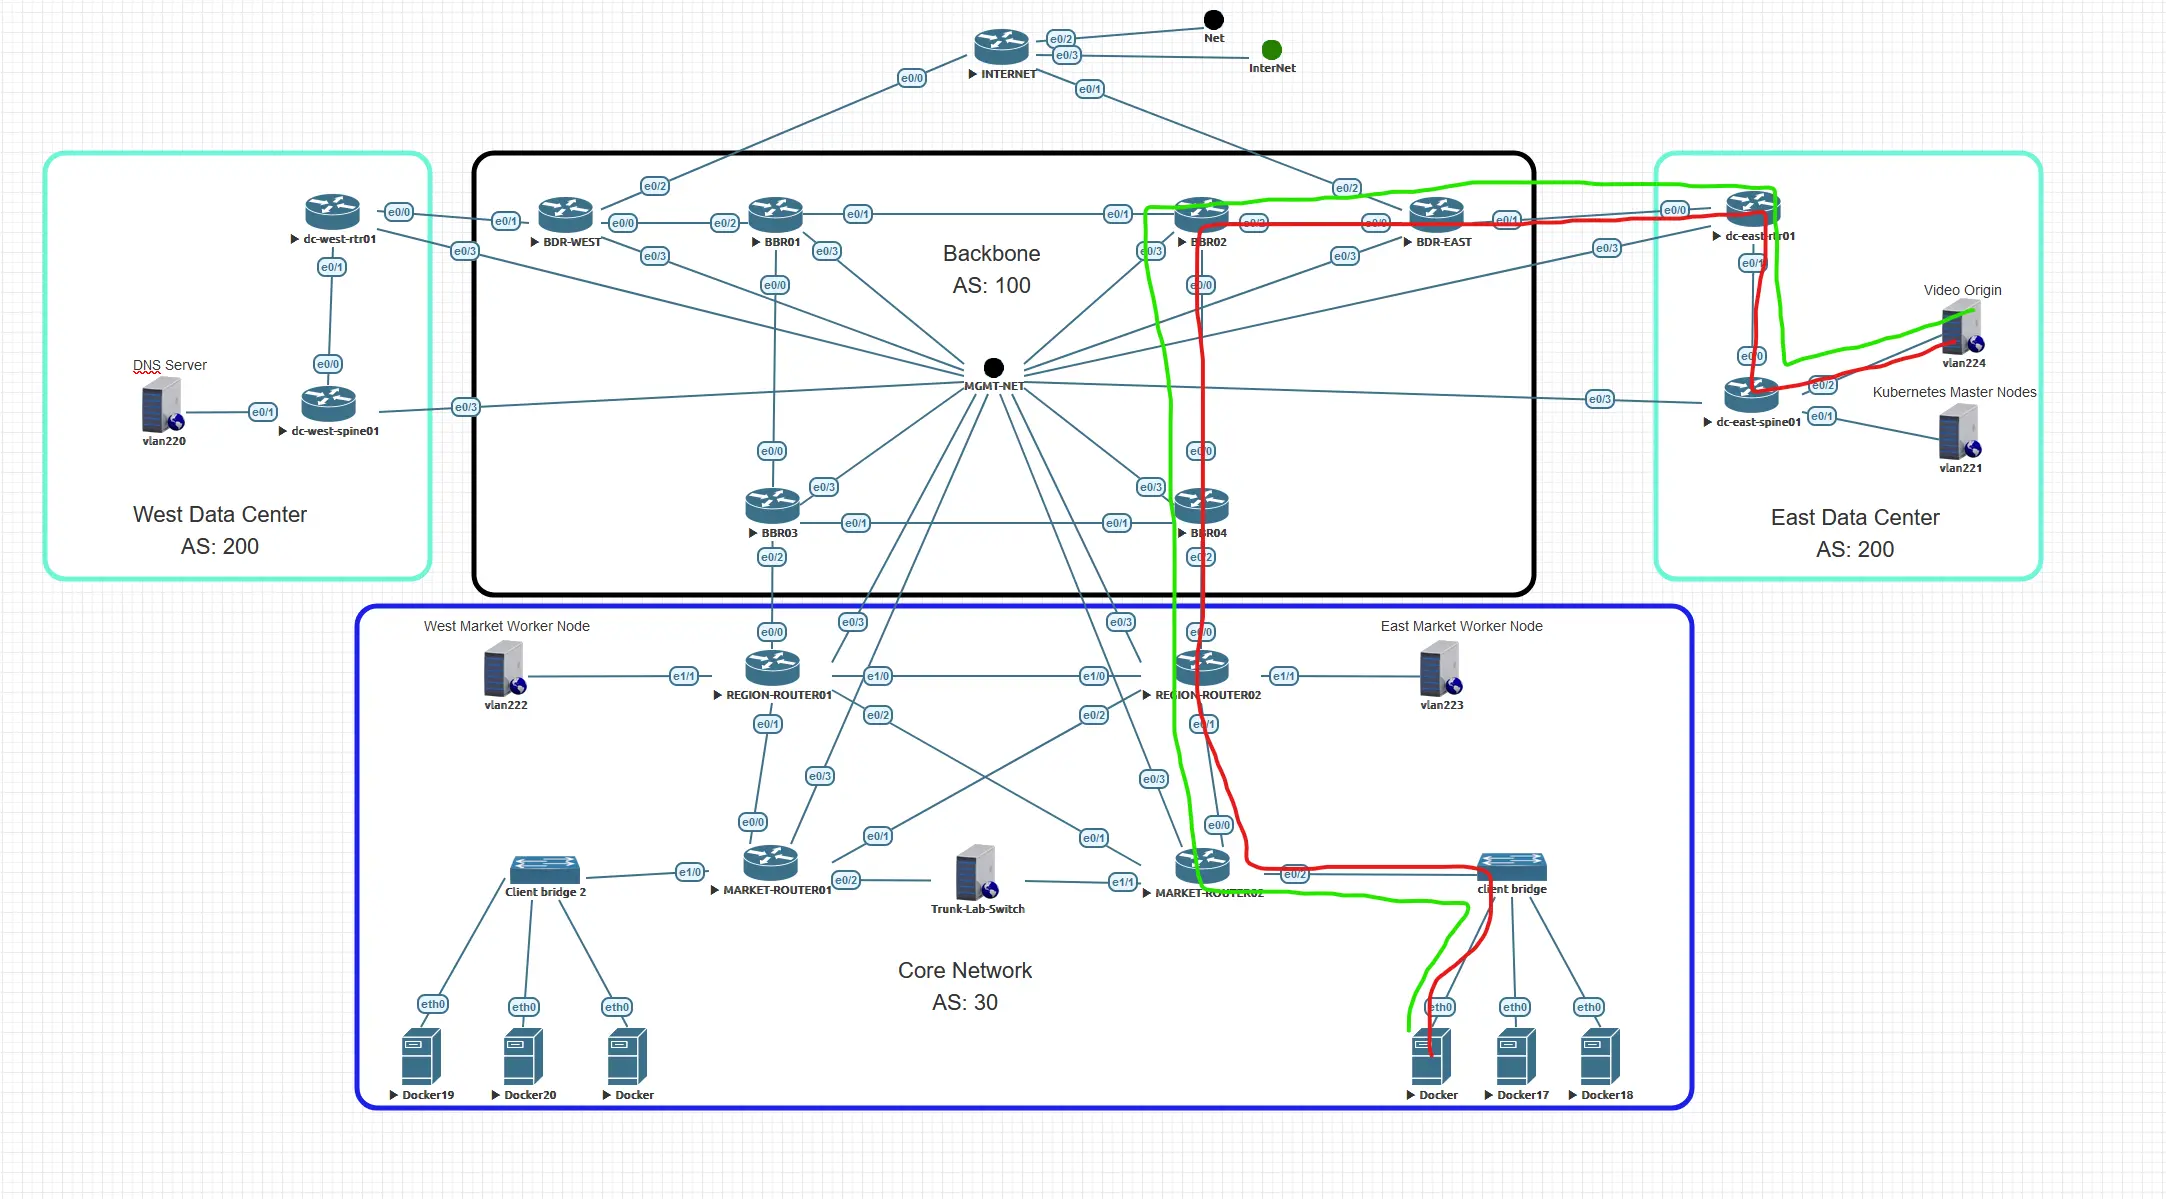 Net
e0/2
e0/3
InterNet
INTERNET
e0/0
e0/1
e0/2
e0/2
dc-west-rtr01
e0/0
e0/1
BDR-WEST
e0/0
e0/2
BBR01
e0/1
e0/1
BBR02
e0/2
e0/0
BDR-EAST
e0/1
e0/0
dc-east-rtr01
e0/3
e0/3
e0/3
e0/3
e0/3
e0/3
Backbone
AS: 100
e0/1
e0/0
e0/0
e0/1
Video Origin
vlan224
MGMT-NET
DNS Server
vlan220
e0/1
e0/0
dc-west-spine01
e0/3
e0/3
e0/0
dc-east-spine01
e0/2
e0/1
Kubernetes Master Nodes
vlan221
e0/0
e0/0
e0/3
e0/3
BBR03
e0/1
e0/1
BBR04
e0/2
e0/2
West Data Center
AS: 200
East Data Center
AS: 200
West Market Worker Node
vlan222
e1/1
e0/0
e0/3
e0/3
e0/0
East Market Worker Node
vlan223
e1/1
REGION-ROUTER01
e1/0
e1/0
REGION-ROUTER02
e0/1
e0/2
e0/2
e0/1
e0/3
e0/3
e0/0
e0/1
e0/1
e0/0
Client bridge 2
e1/0
MARKET-ROUTER01
e0/2
Trunk-Lab-Switch
e1/1
MARKET-ROUTER02
e0/2
client bridge
Core Network
AS: 30
eth0
eth0
eth0
eth0
eth0
eth0
Docker19
Docker20
Docker
Docker
Docker17
Docker18